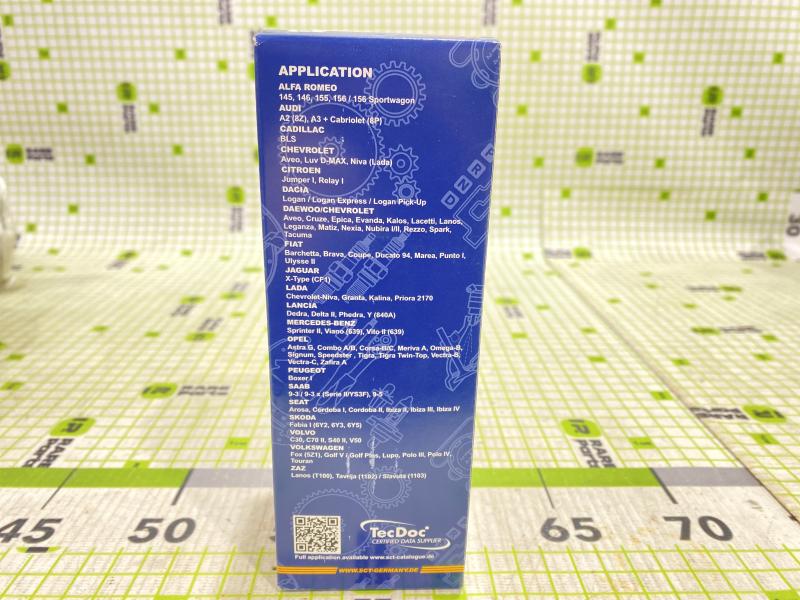 APPLICATION
ALFA ROMEO
145, 146, 155, 156 / 156 Sportwagon
AUDI
A2 (8Z), A3 + Cabriolet (8P)
CADILLAC
BLS
CHEVROLET
Aveo, Luv D-MAX, Niva (Lada)
CITROEN
Jumper I, Relay I
DACIA
Logan / Logan Express / Logan Pick-Up
DAEWOO/CHEVROLET
Aveo, Cruze, Epica, Evanda, Kalos, Lacetti, Lanos,
Leganza, Matiz, Nexia, Nubira I/II, Rezzo, Spark,
Tacuma
FIAT
Barchetta, Brava, Coupe, Ducato 94, Marea, Punto I,
Ulysse II
JAGUAR
X-Type (CF1)
LADA
Chevrolet-Niva, Granta, Kalina, Priora 2170
LANCIA
Dedra, Delta II, Phedra, Y (840A)
MERCEDES-BENZ
Sprinter II, Viano (639), Vito II (639)
OPEL
Astra G, Combo A/B, Corsa-B/C, Meriva A, Omega-B,
Signum, Speedster , Tigra, Tigra Twin-Top, Vectra-B,
Vectra-C, Zafira A
PEUGEOT
Boxer I
SAAB
9-3 / 9-3 x (Serie II/YS3F), 9-5
SEAT
Arosa, Cordoba I, Cordoba II, Ibiza II, Ibiza III, Ibiza IV
SKODA
Fabia I (6Y2, 6Y3, 6Y5)
VOLVO
C30, C70 II, S40 II, V50
VOLKSWAGEN
Fox (5Z1), Golf V / Golf Plus, Lupo, Polo III, Polo IV,
Touran
ZAZ
Lanos (T100), Tavrija (1102) / Slavuta (1103)
TecDoc
CERTIFIED DATA SUPPLIER
Full application available www.sct-catalogue.de
WWW.SCT-GERMANY.DE
45
50
65
70
30
RARE
Parts
RARE
Parts
RARE
Parts
RARE
Parts